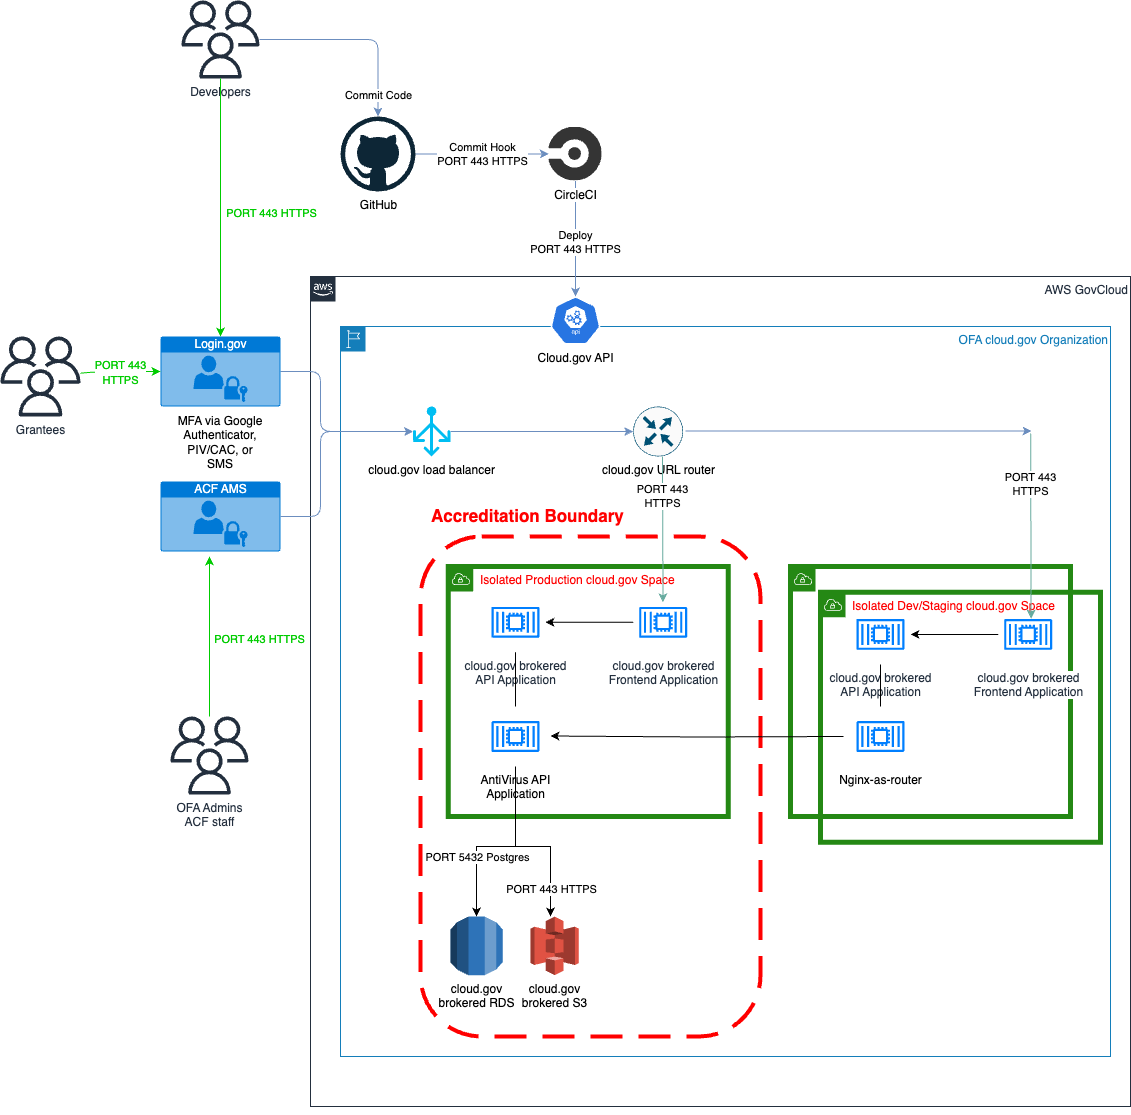 Developers
Commit Code
Commit Hook
PORT 443 HTTPS
GitHub
CircleCI
PORT 443 HTTPS
Deploy
PORT 443 HTTPS
aws
AWS GovCloud
api
Cloud.gov API
OFA cloud.gov Organization
Login.gov
PORT 443
HTTPS
Grantees
MFA via Google
Authenticator,
PIV/CAC, or
SMS
ACF AMS
cloud.gov load balancer
cloud.gov URL router
PORT 443
HTTPS
PORT 443
HTTPS
Accreditation Boundary
Isolated Production cloud.gov Space
Isolated Dev/Staging cloud.gov Space
cloud.gov brokered
API Application
cloud.gov brokered
Frontend Application
cloud.gov brokered
API Application
cloud.gov brokered
Frontend Application
PORT 443 HTTPS
OFA Admins
ACF staff
AntiVirus API
Application
Nginx-as-router
PORT 5432 Postgres
PORT 443 HTTPS
cloud.gov
brokered RDS
cloud.gov
brokered S3